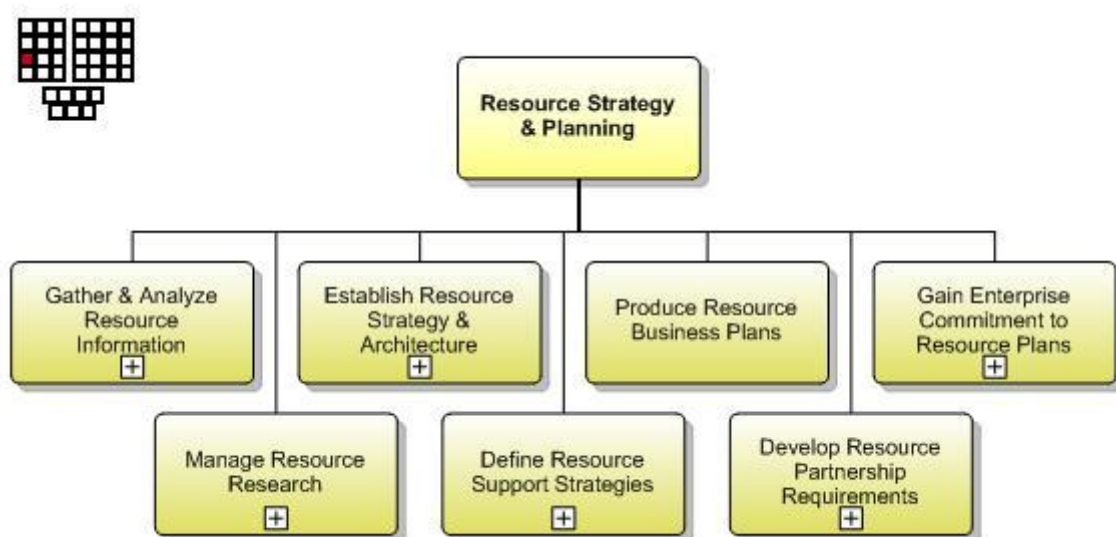 Resource Strategy
& Planning
Gather & Analyze
Resource
Information
Establish Resource
Strategy &
Architecture
Produce Resource
Business Plans
Gain Enterprise
Commitment to
Resource Plans
Manage Resource
Research
Define Resource
Support Strategies
Develop Resource
Partnership
Requirements